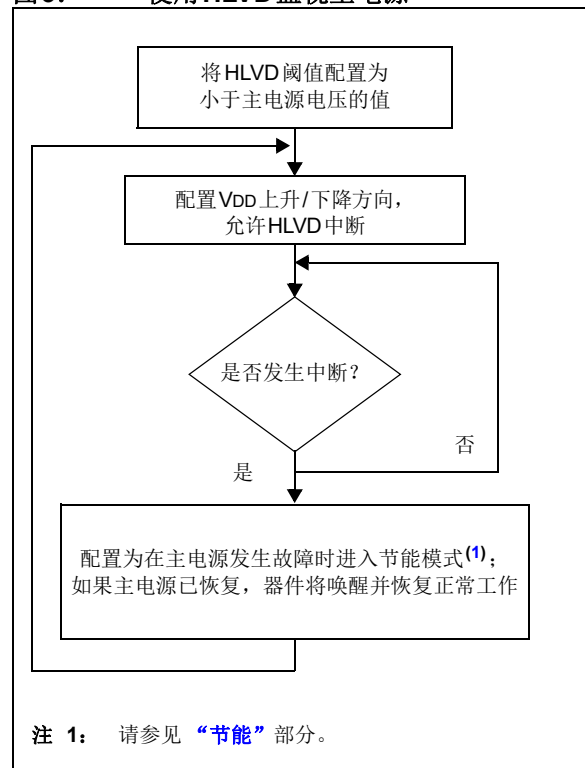 将HLVD阈值配置为
小于主电源电压的值
配置VDD上升/下降方向，
允许HLVD中断
是否发生中断？
否
是
配置为在主电源发生故障时进入节能模式(1)；
如果主电源已恢复，器件将唤醒并恢复正常工作
注 1： 请参见 “节能”部分。